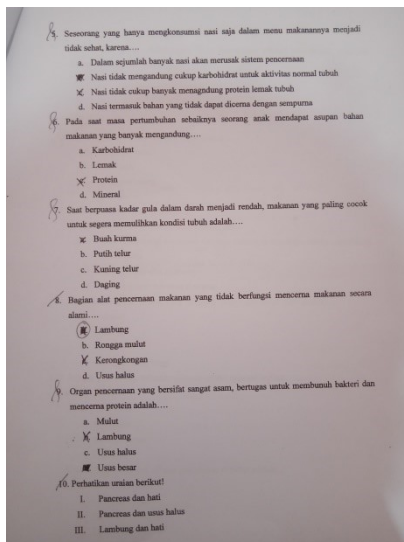 5. Seseorang yang hanya mengkonsumsi nasi saja dalam menu makanannya menjadi
tidak sehat, karena….
a. Dalam sejumlah banyak nasi akan merusak sistem pencernaan
b. Nasi tidak mengandung cukup karbohidrat untuk aktivitas normal tubuh
c. Nasi tidak cukup banyak menagndung protein lemak tubuh
d. Nasi termasuk bahan yang tidak dapat dicerna dengan sempurna
6. Pada saat masa pertumbuhan sebaiknya seorang anak mendapat asupan bahan
makanan yang banyak mengandung….
a. Karbohidrat
b. Lemak
c. Protein
d. Mineral
7. Saat berpuasa kadar gula dalam darah menjadi rendah, makanan yang paling cocok
untuk segera memulihkan kondisi tubuh adalah….
a. Buah kurma
b. Putih telur
c. Kuning telur
d. Daging
8. Bagian alat pencernaan makanan yang tidak berfungsi mencerna makanan secara
alami….
a. Lambung
b. Rongga mulut
c. Kerongkongan
d. Usus halus
9. Organ pencernaan yang bersifat sangat asam, bertugas untuk membunuh bakteri dan
mencerna protein adalah….
a. Mulut
b. Lambung
c. Usus halus
d. Usus besar
10. Perhatikan uraian berikut!
I. Pancreas dan hati
II. Pancreas dan usus halus
III. Lambung dan hati